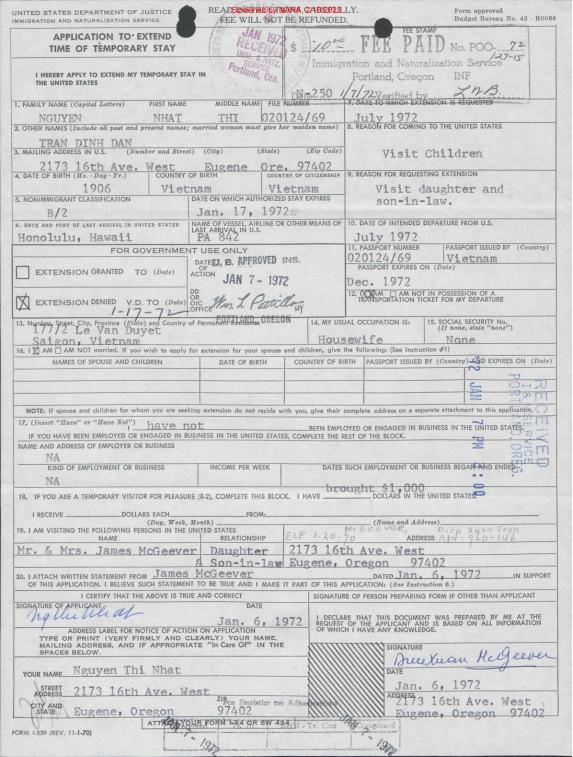 UNITED STATES DEPARTMENT OF JUSTICE
IMMIGRATION AND NATURALIZATION SERVICE
FEE WILL NOT BE REFUNDED.
Form approved
Budget Bureau No. 43 - R0068
APPLICATION TO EXTEND
TIME OF TEMPORARY STAY
JAN 1972
RECEIVED
IMM. & NATZ.
SERVICE
Portland, Ore.
FEE STAMP
$ 10.00 FEE PAID No. POO- 72
1-27-15
Immigration and Naturalization Service
Portland, Oregon INF
N-250 1/7/72 Verified by
I HEREBY APPLY TO EXTEND MY TEMPORARY STAY IN
THE UNITED STATES
1. FAMILY NAME (Capital Letters) FIRST NAME MIDDLE NAME FILE NUMBER
NGUYEN NHAT THI 020124/69
7. DATE TO WHICH EXTENSION IS REQUESTED
July 1972
2. OTHER NAMES (Include all past and present names; married woman must give her maiden name)
TRAN DINH DAN
8. REASON FOR COMING TO THE UNITED STATES
Visit Children
3. MAILING ADDRESS IN U.S. (Number and Street) (City) (State) (Zip Code)
2173 16th Ave. West Eugene Ore. 97402
4. DATE OF BIRTH (Mo. - Day - Yr.) COUNTRY OF BIRTH COUNTRY OF CITIZENSHIP
1906 Vietnam Vietnam
9. REASON FOR REQUESTING EXTENSION
Visit daughter and
son-in-law.
5. NONIMMIGRANT CLASSIFICATION DATE ON WHICH AUTHORIZED STAY EXPIRES
B/2 Jan. 17, 1972
6. DATE AND PORT OF LAST ARRIVAL IN UNITED STATES
Honolulu, Hawaii
NAME OF VESSEL, AIRLINE OR OTHER MEANS OF
LAST ARRIVAL IN U.S.
PA 842
10. DATE OF INTENDED DEPARTURE FROM U.S.
July 1972
FOR GOVERNMENT USE ONLY
EXTENSION GRANTED TO (Date)
X EXTENSION DENIED V.D. TO (Date)
1-17-72
DATE
OF
ACTION
APPROVED INS.
JAN 7 - 1972
DD
OR
OIC
OFFICE
PORTLAND, OREGON
11. PASSPORT NUMBER PASSPORT ISSUED BY (Country)
020124/69 Vietnam
PASSPORT EXPIRES ON (Date)
Dec. 1972
12. I AM AM NOT IN POSSESSION OF A
TRANSPORTATION TICKET FOR MY DEPARTURE
13. Number, Street, City, Province (State) and Country of Permanent Residence
177/2 Le Van Duyet
Saigon, Vietnam
14. MY USUAL OCCUPATION IS:
Housewife
15. SOCIAL SECURITY NO.
(If none, state "none")
None
16. I X AM AM NOT married. If you wish to apply for extension for your spouse and children, give the following: (See Instruction #1)
NAMES OF SPOUSE AND CHILDREN DATE OF BIRTH COUNTRY OF BIRTH PASSPORT ISSUED BY (Country) AND EXPIRES ON (Date)
NOTE: If spouse and children for whom you are seeking extension do not reside with you, give their complete address on a separate attachment to this application.
17. (Insert "Have" or "Have Not")
I have not BEEN EMPLOYED OR ENGAGED IN BUSINESS IN THE UNITED STATES.
IF YOU HAVE BEEN EMPLOYED OR ENGAGED IN BUSINESS IN THE UNITED STATES, COMPLETE THE REST OF THE BLOCK.
NAME AND ADDRESS OF EMPLOYER OR BUSINESS
NA
KIND OF EMPLOYMENT OR BUSINESS INCOME PER WEEK DATES SUCH EMPLOYMENT OR BUSINESS BEGAN AND ENDED
NA
RECEIVED
I & N SERVICE
22 JAN 7 PM
18. IF YOU ARE A TEMPORARY VISITOR FOR PLEASURE (B-2), COMPLETE THIS BLOCK. I HAVE brought $1,000 DOLLARS IN THE UNITED STATES.
I RECEIVE DOLLARS EACH FROM:
(Day, Week, Month) (Name and Address)
19. I AM VISITING THE FOLLOWING PERSONS IN THE UNITED STATES
NAME RELATIONSHIP ADDRESS
ELP 1-20-70
McGEEVER,
Mr. & Mrs. James McGeever Daughter 2173 16th Ave. West
& Son-in-law Eugene, Oregon 97402
20. I ATTACH WRITTEN STATEMENT FROM James McGeever DATED Jan. 6, 1972 IN SUPPORT
OF THIS APPLICATION. I BELIEVE SUCH STATEMENT TO BE TRUE AND I MAKE IT PART OF THIS APPLICATION: (See Instruction 6.)
I CERTIFY THAT THE ABOVE IS TRUE AND CORRECT
SIGNATURE OF APPLICANT DATE
Jan. 6, 1972
SIGNATURE OF PERSON PREPARING FORM IF OTHER THAN APPLICANT
I DECLARE THAT THIS DOCUMENT WAS PREPARED BY ME AT THE
REQUEST OF THE APPLICANT AND IS BASED ON ALL INFORMATION
OF WHICH I HAVE ANY KNOWLEDGE.
ADDRESS LABEL FOR NOTICE OF ACTION ON APPLICATION
TYPE OR PRINT (VERY FIRMLY AND CLEARLY) YOUR NAME,
MAILING ADDRESS, AND IF APPROPRIATE "In Care Of" IN THE
SPACES BELOW.
SIGNATURE
McGeever
DATE
Jan. 6, 1972
YOUR NAME Nguyen Thi Nhat
STREET
ADDRESS 2173 16th Ave. West
CITY AND
STATE Eugene, Oregon ZIP 97402
ADDRESS
2173 16th Ave. West
Eugene, Oregon 97402
JAN 7 - 1972
JAN 7 - 1972
FORM I-539 (REV. 11-1-70)